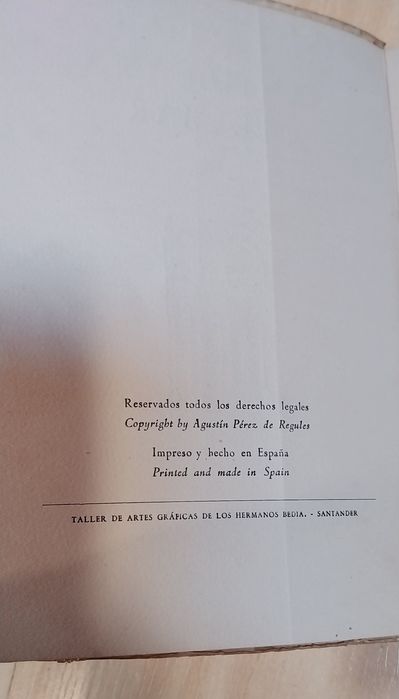 Reservados todos los derechos legales
Copyright by Agustín Pérez de Regules
Impreso y hecho en España
Printed and made in Spain
TALLER DE ARTES GRÁFICAS DE LOS HERMANOS BEDIA. - SANTANDER